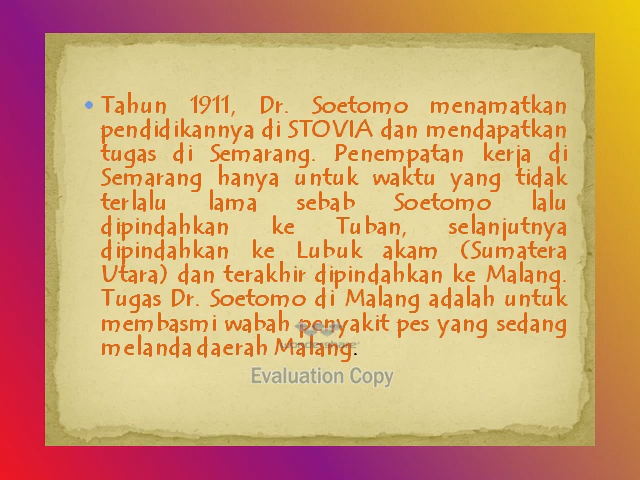 • Tahun 1911, Dr. Soetomo menamatkan
pendidikannya di STOVIA dan mendapatkan
tugas di Semarang. Penempatan kerja di
Semarang hanya untuk waktu yang tidak
terlalu lama sebab Soetomo lalu
dipindahkan ke Tuban, selanjutnya
dipindahkan ke Lubuk akam (Sumatera
Utara) dan terakhir dipindahkan ke Malang.
Tugas Dr. Soetomo di Malang adalah untuk
membasmi wabah penyakit pes yang sedang
melanda daerah Malang.
Evaluation Copy